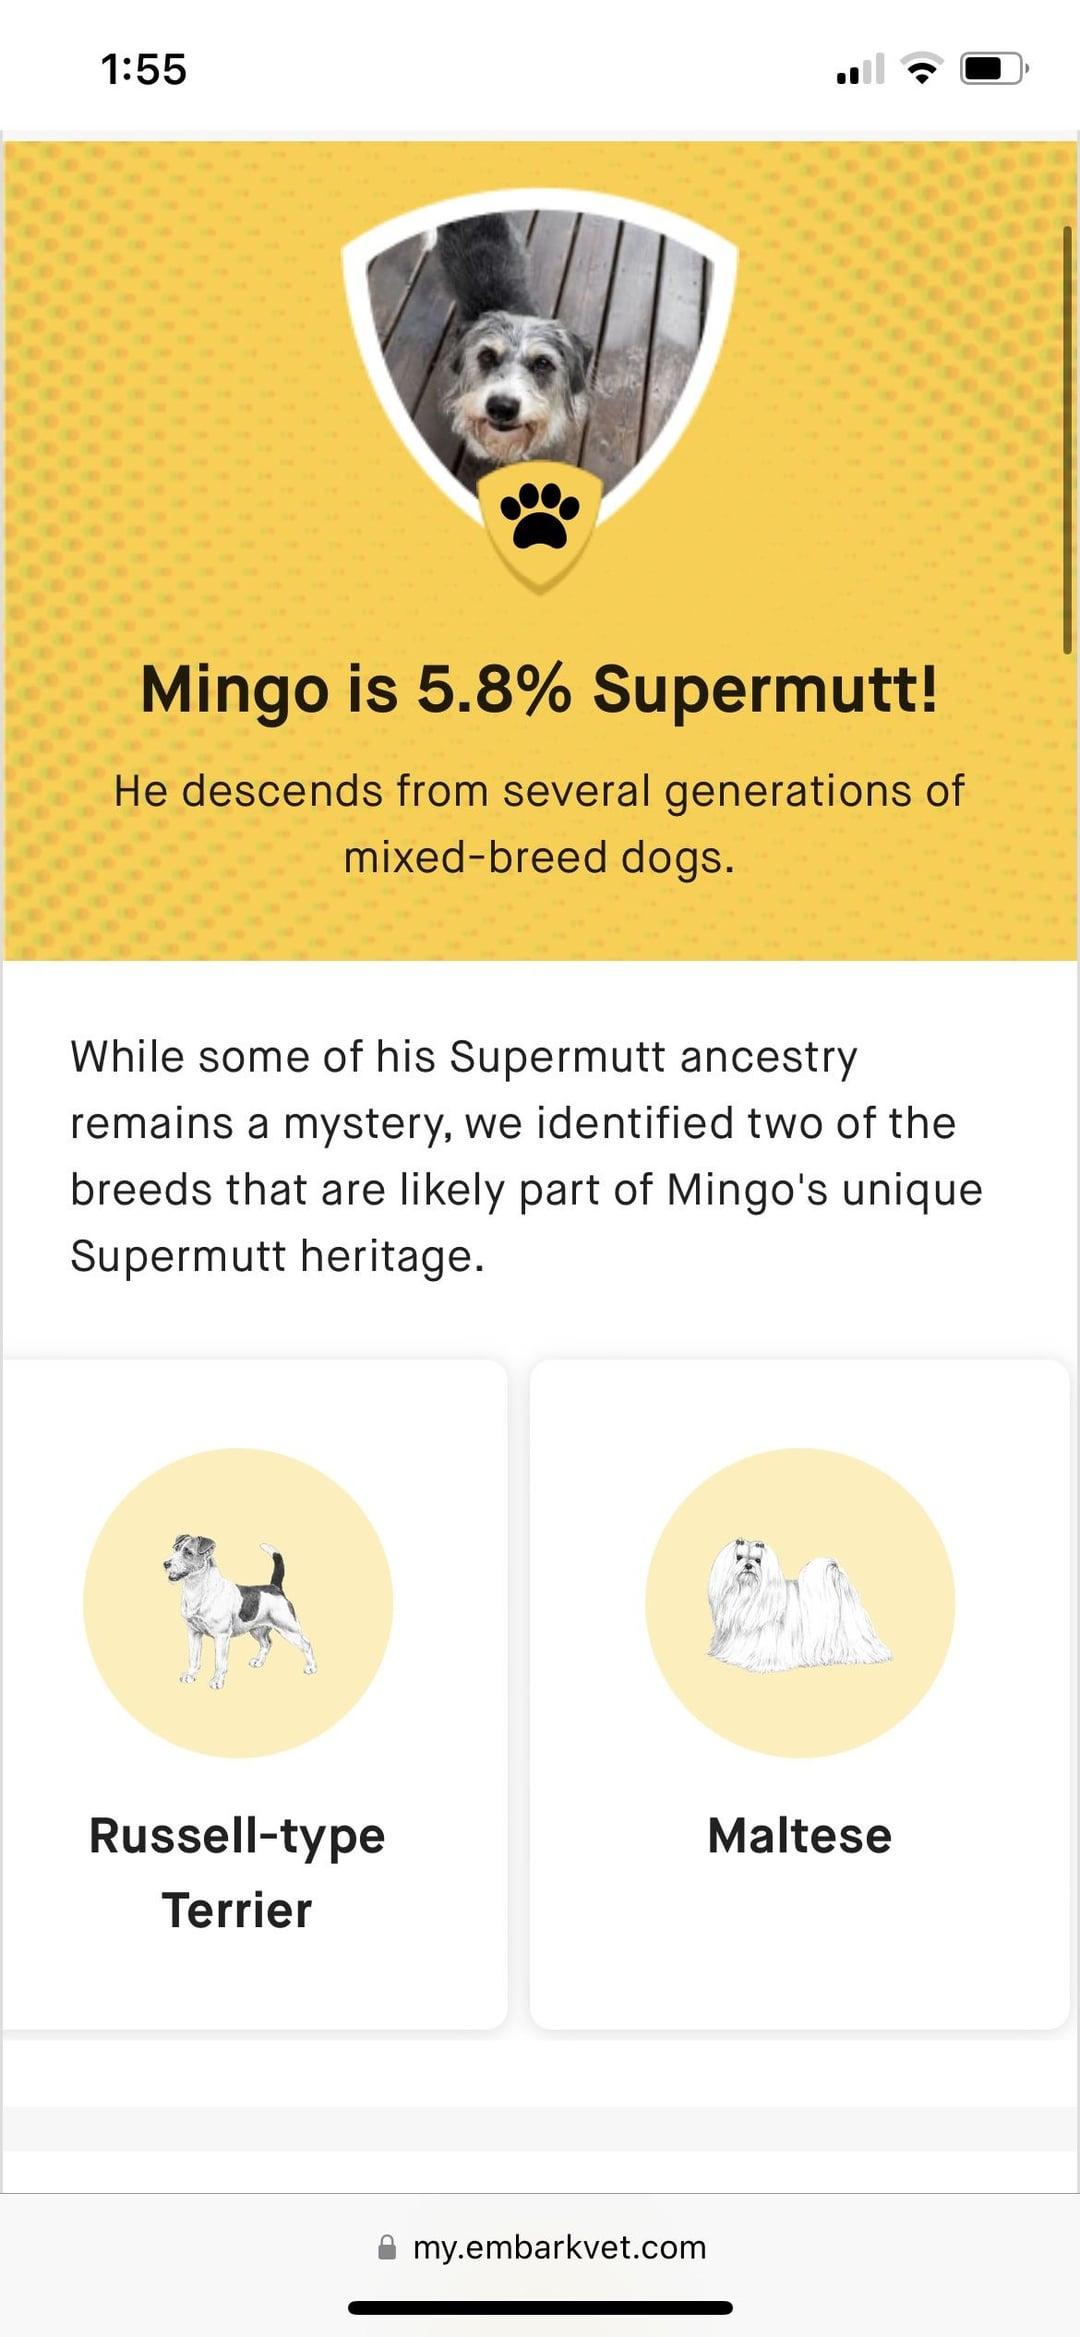 1:55
Mingo is 5.8% Supermutt!
He descends from several generations of
mixed-breed dogs.
While some of his Supermutt ancestry
remains a mystery, we identified two of the
breeds that are likely part of Mingo's unique
Supermutt heritage.
Russell-type
Terrier
Maltese
my.embarkvet.com